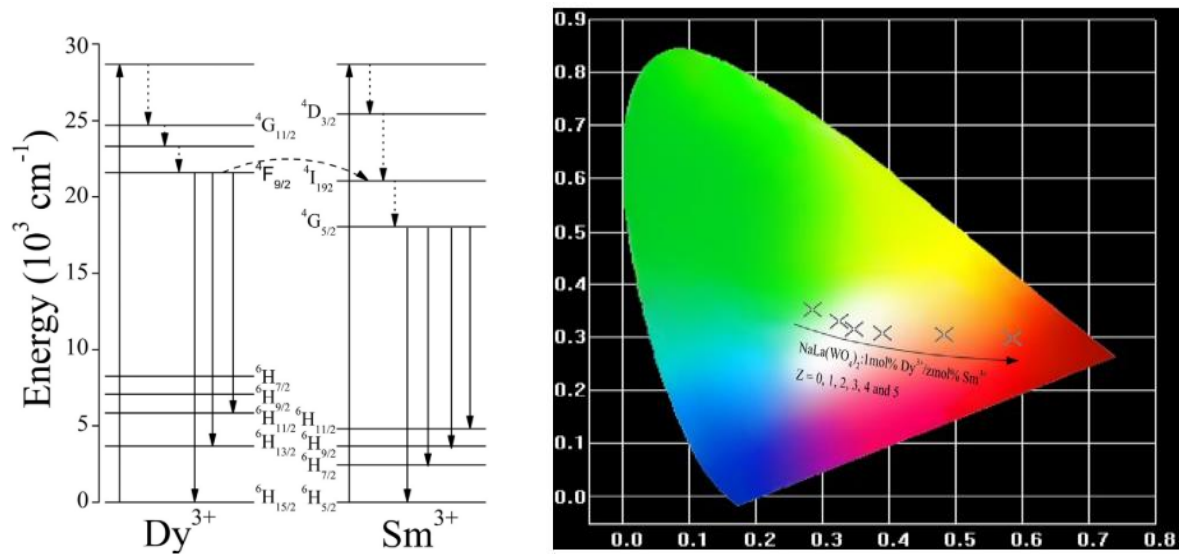 Energy (10³ cm⁻¹)
30
25
20
15
10
5
0
⁴G₁₁/₂
⁴F₉/₂
⁶H₇/₂
⁶H₉/₂
⁶H₁₁/₂
⁶H₁₃/₂
⁶H₁₅/₂
Dy³⁺
⁴D₃/₂
⁴I₁₉₂
⁴G₅/₂
⁶H₁₁/₂
⁶H₉/₂
⁶H₇/₂
⁶H₅/₂
Sm³⁺
0.9
0.8
0.7
0.6
0.5
0.4
0.3
0.2
0.1
0.0
NaLa(WO₄)₂:1mol% Dy³⁺/zmol% Sm³⁺
Z = 0, 1, 2, 3, 4 and 5
0.0 0.1 0.2 0.3 0.4 0.5 0.6 0.7 0.8